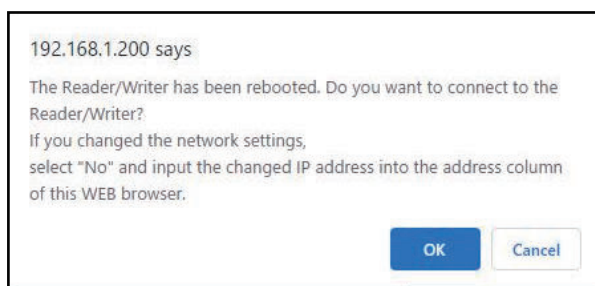 192.168.1.200 says
The Reader/Writer has been rebooted. Do you want to connect to the
Reader/Writer?
If you changed the network settings,
select "No" and input the changed IP address into the address column
of this WEB browser.
OK
Cancel